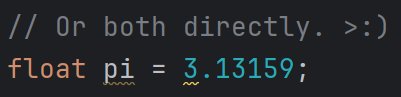 // Or both directly. >:)
float pi = 3.13159;